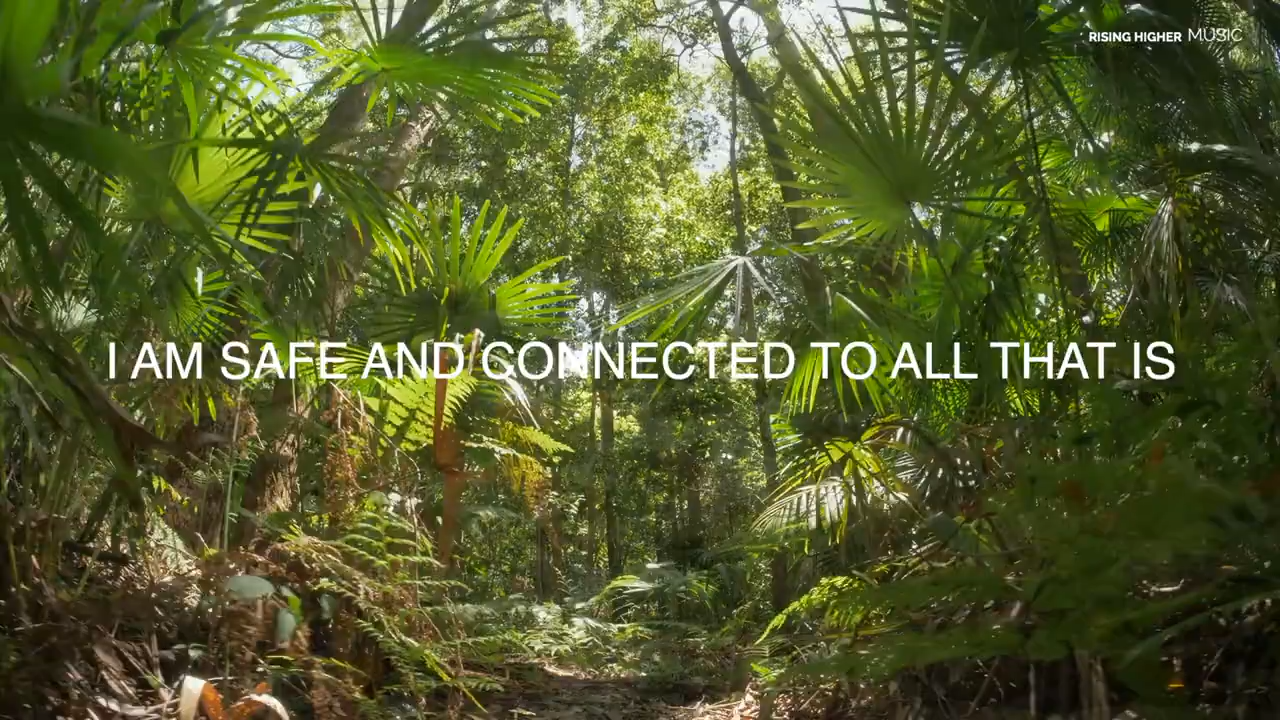 RISING HIGHER MUSIC
I AM SAFE AND CONNECTED TO ALL THAT IS